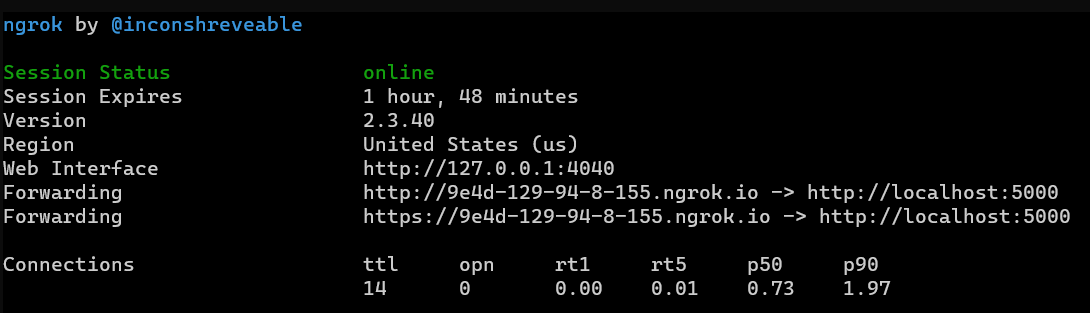 ngrok by @inconshreveable
Session Status online
Session Expires 1 hour, 48 minutes
Version 2.3.40
Region United States (us)
Web Interface http://127.0.0.1:4040
Forwarding http://9e4d-129-94-8-155.ngrok.io -> http://localhost:5000
Forwarding https://9e4d-129-94-8-155.ngrok.io -> http://localhost:5000
Connections ttl opn rt1 rt5 p50 p90
14 0 0.00 0.01 0.73 1.97